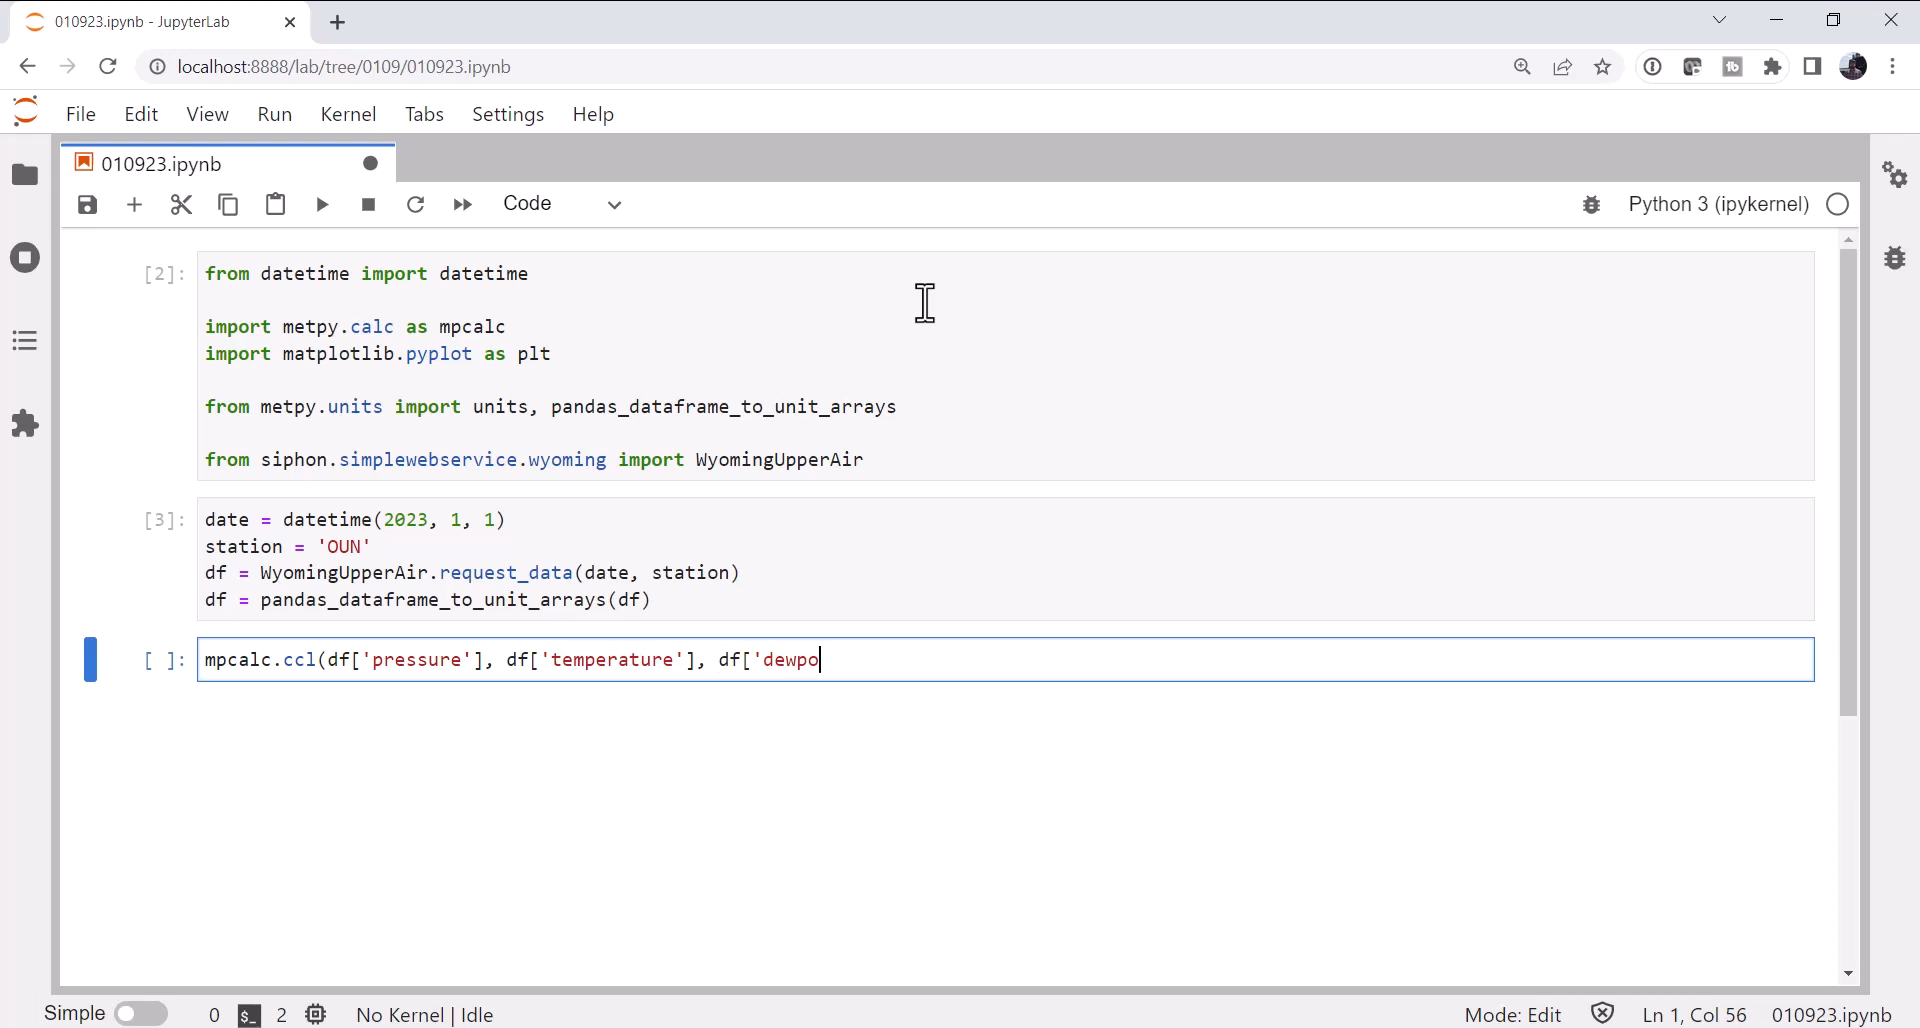 010923.ipynb - JupyterLab
localhost:8888/lab/tree/0109/010923.ipynb
File Edit View Run Kernel Tabs Settings Help
010923.ipynb
Code
Python 3 (ipykernel)
[2]:
from datetime import datetime
import metpy.calc as mpcalc
import matplotlib.pyplot as plt
from metpy.units import units, pandas_dataframe_to_unit_arrays
from siphon.simplewebservice.wyoming import WyomingUpperAir
[3]:
date = datetime(2023, 1, 1)
station = 'OUN'
df = WyomingUpperAir.request_data(date, station)
df = pandas_dataframe_to_unit_arrays(df)
[ ]:
mpcalc.ccl(df['pressure'], df['temperature'], df['dewpo
Simple 0 $_ 2 No Kernel | Idle Mode: Edit Ln 1, Col 56 010923.ipynb